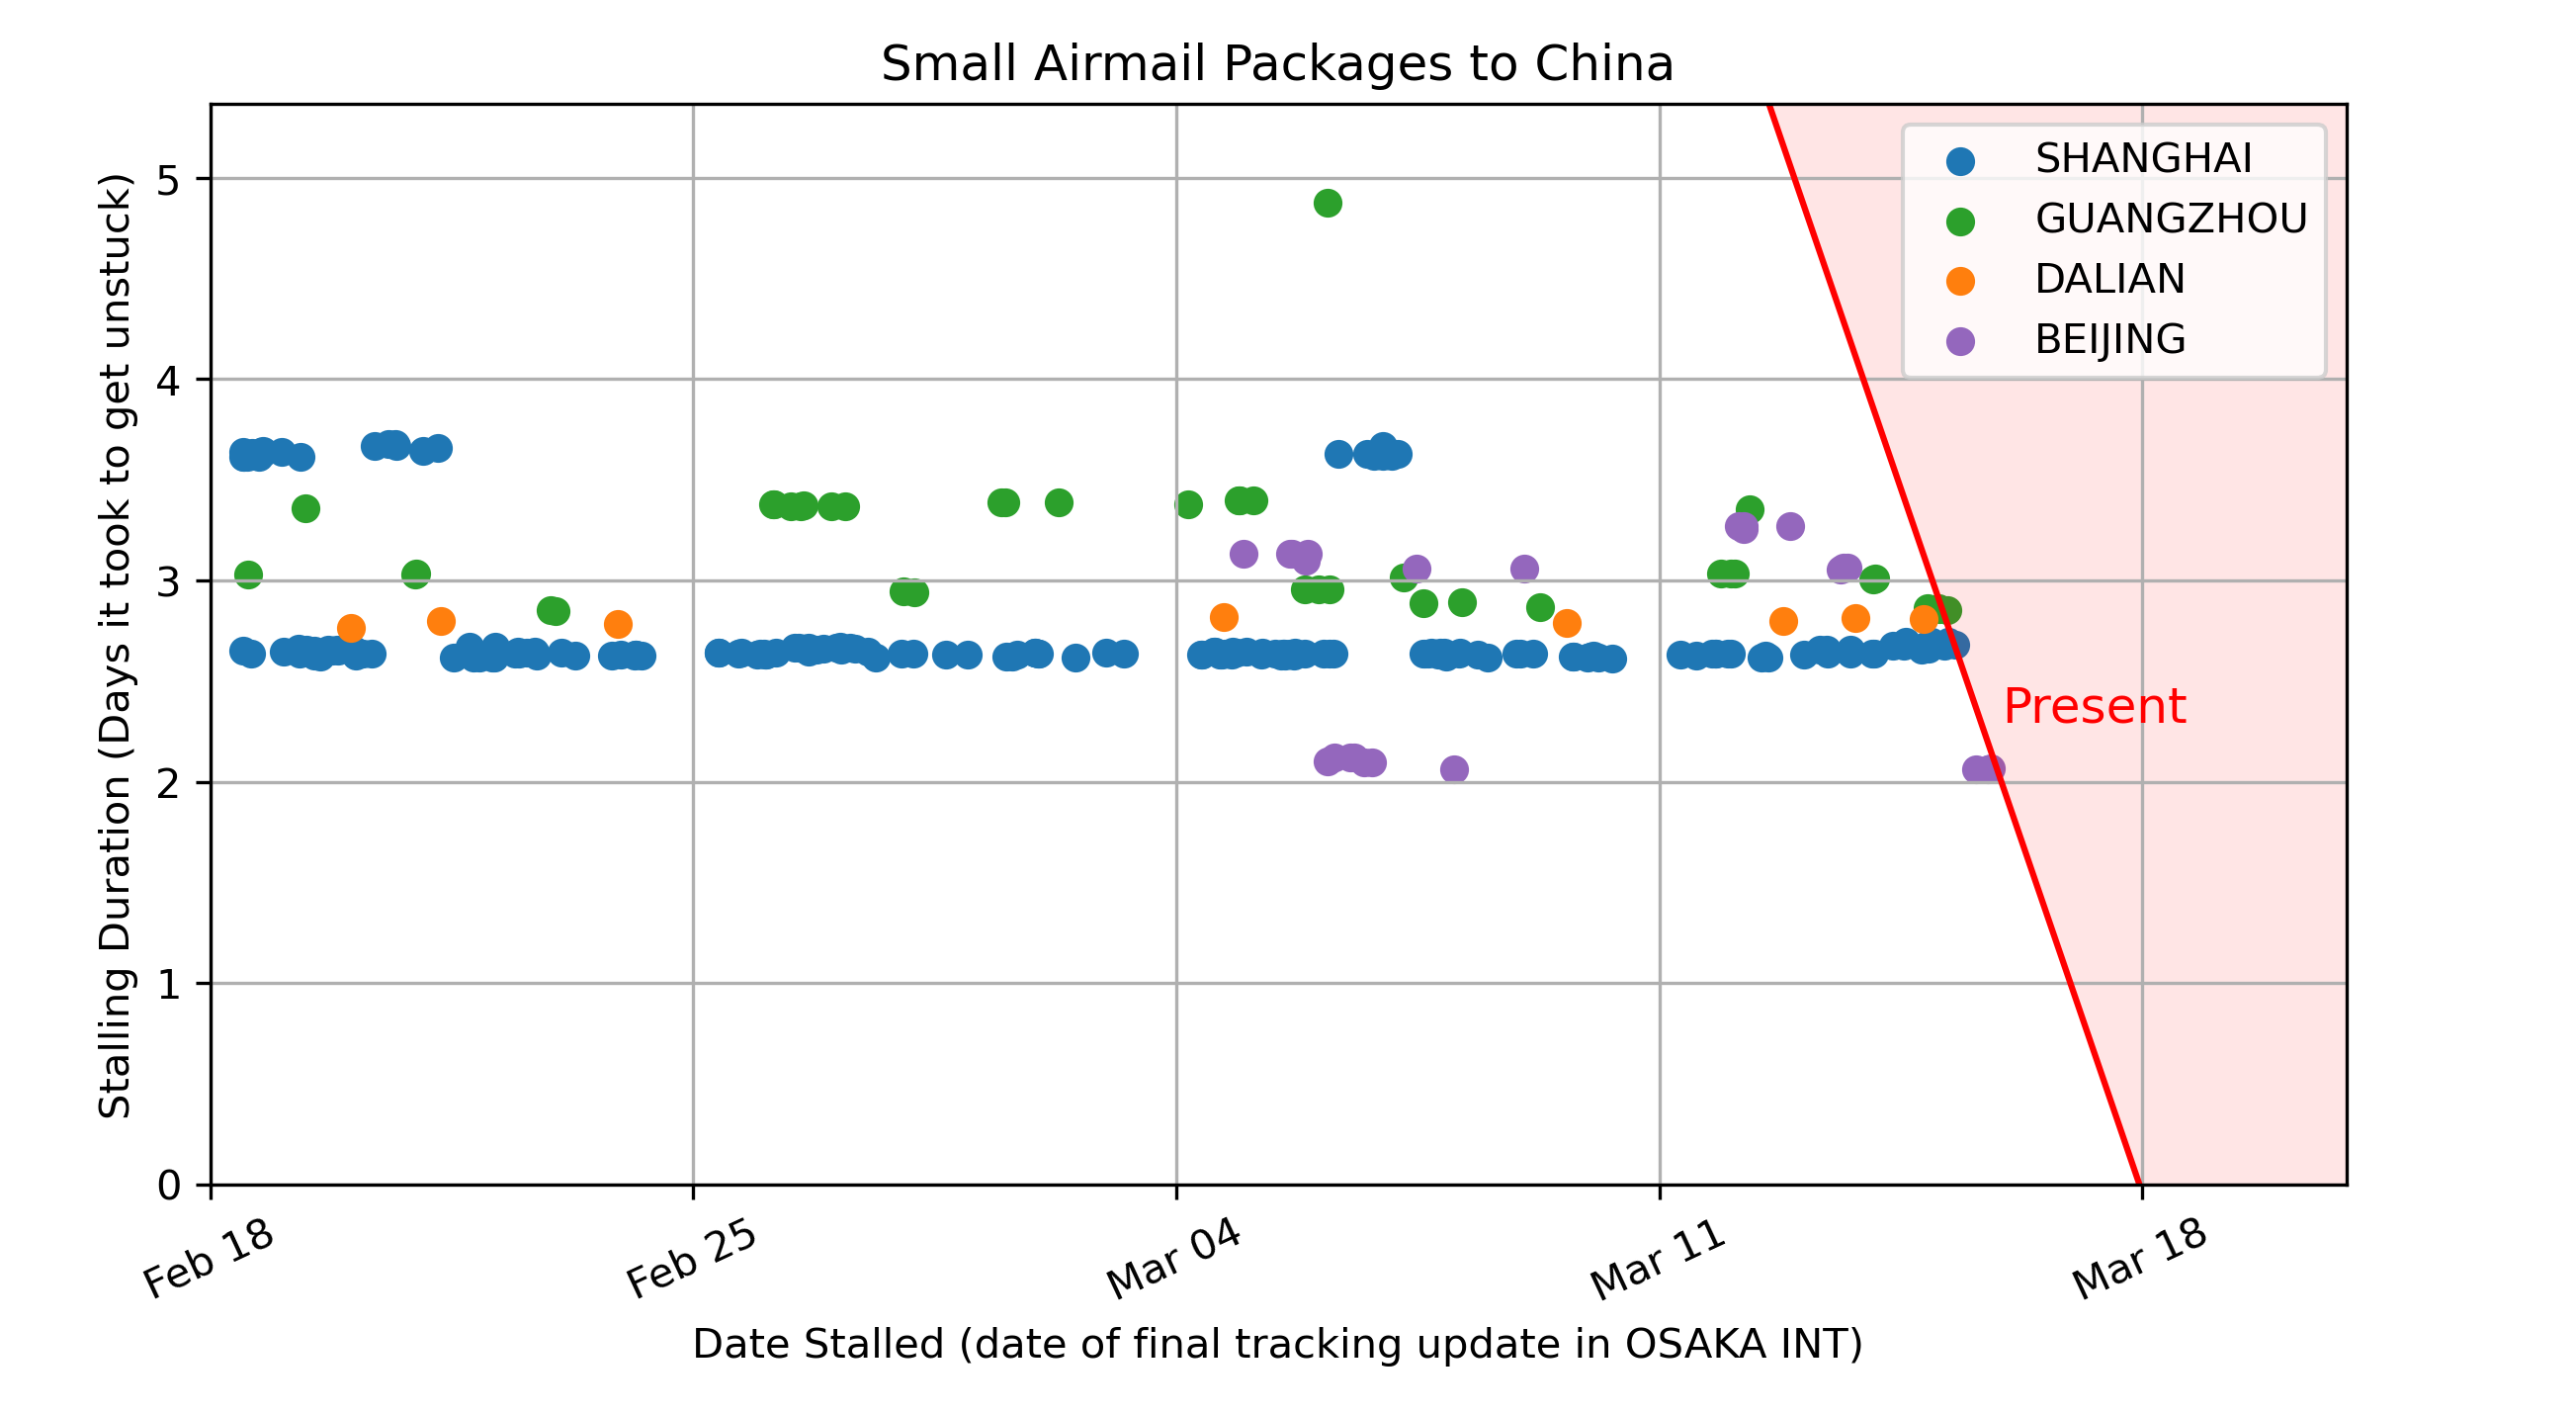 Small Airmail Packages to China
Stalling Duration (Days it took to get unstuck)
5
4
3
2
1
0
SHANGHAI
GUANGZHOU
DALIAN
BEIJING
Present
Feb 18
Feb 25
Mar 04
Mar 11
Mar 18
Date Stalled (date of final tracking update in OSAKA INT)